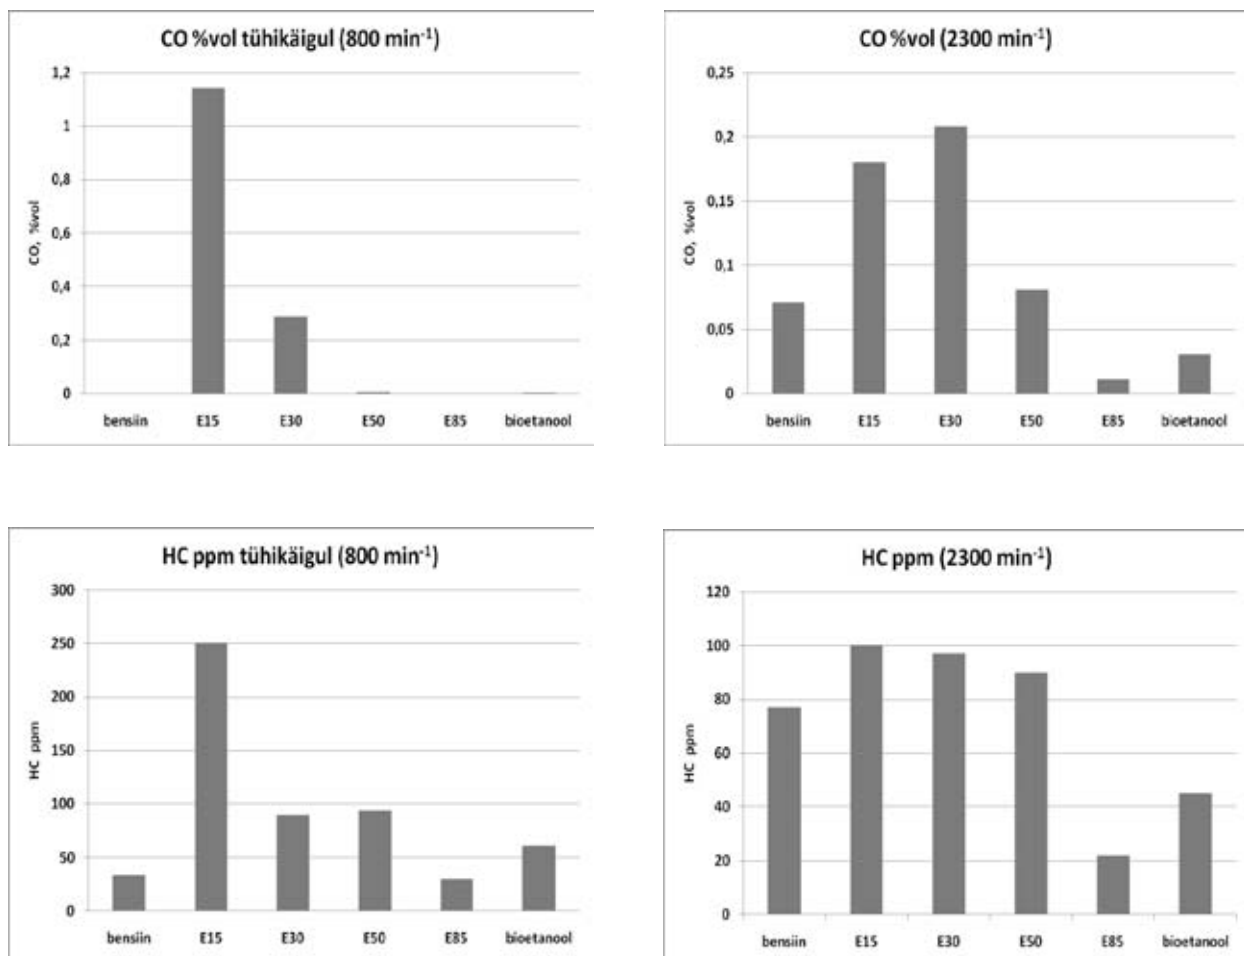 CO %vol tühikäigul (800 min⁻¹)
1,2
1
0,8
0,6
0,4
0,2
0
CO, %vol
bensiin E15 E30 E50 E85 bioetanool
CO %vol (2300 min⁻¹)
0,25
0,2
0,15
0,1
0,05
0
CO, %vol
bensiin E15 E30 E50 E85 bioetanool
HC ppm tühikäigul (800 min⁻¹)
300
250
200
150
100
50
0
HC ppm
bensiin E15 E30 E50 E85 bioetanool
HC ppm (2300 min⁻¹)
120
100
80
60
40
20
0
HC ppm
bensiin E15 E30 E50 E85 bioetanool